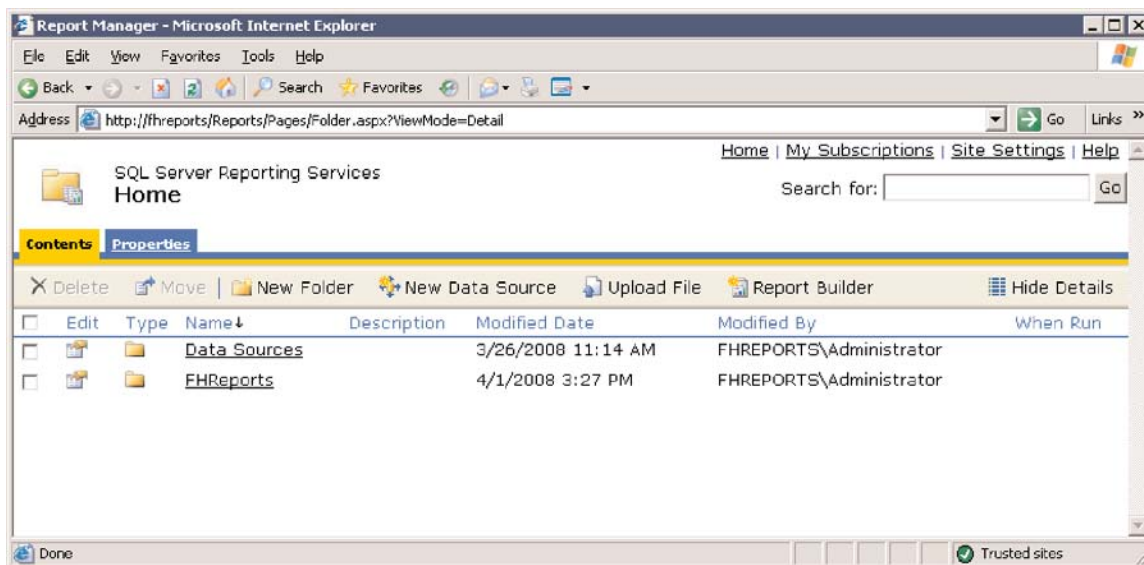 Report Manager - Microsoft Internet Explorer
File Edit View Favorites Tools Help
Back Search Favorites
Address http://fhreports/Reports/Pages/Folder.aspx?ViewMode=Detail Go Links »
Home | My Subscriptions | Site Settings | Help
SQL Server Reporting Services
Home
Search for: Go
Contents Properties
Delete Move | New Folder New Data Source Upload File Report Builder Hide Details
Edit Type Name↓ Description Modified Date Modified By When Run
Data Sources 3/26/2008 11:14 AM FHREPORTS\Administrator
FHReports 4/1/2008 3:27 PM FHREPORTS\Administrator
Done Trusted sites